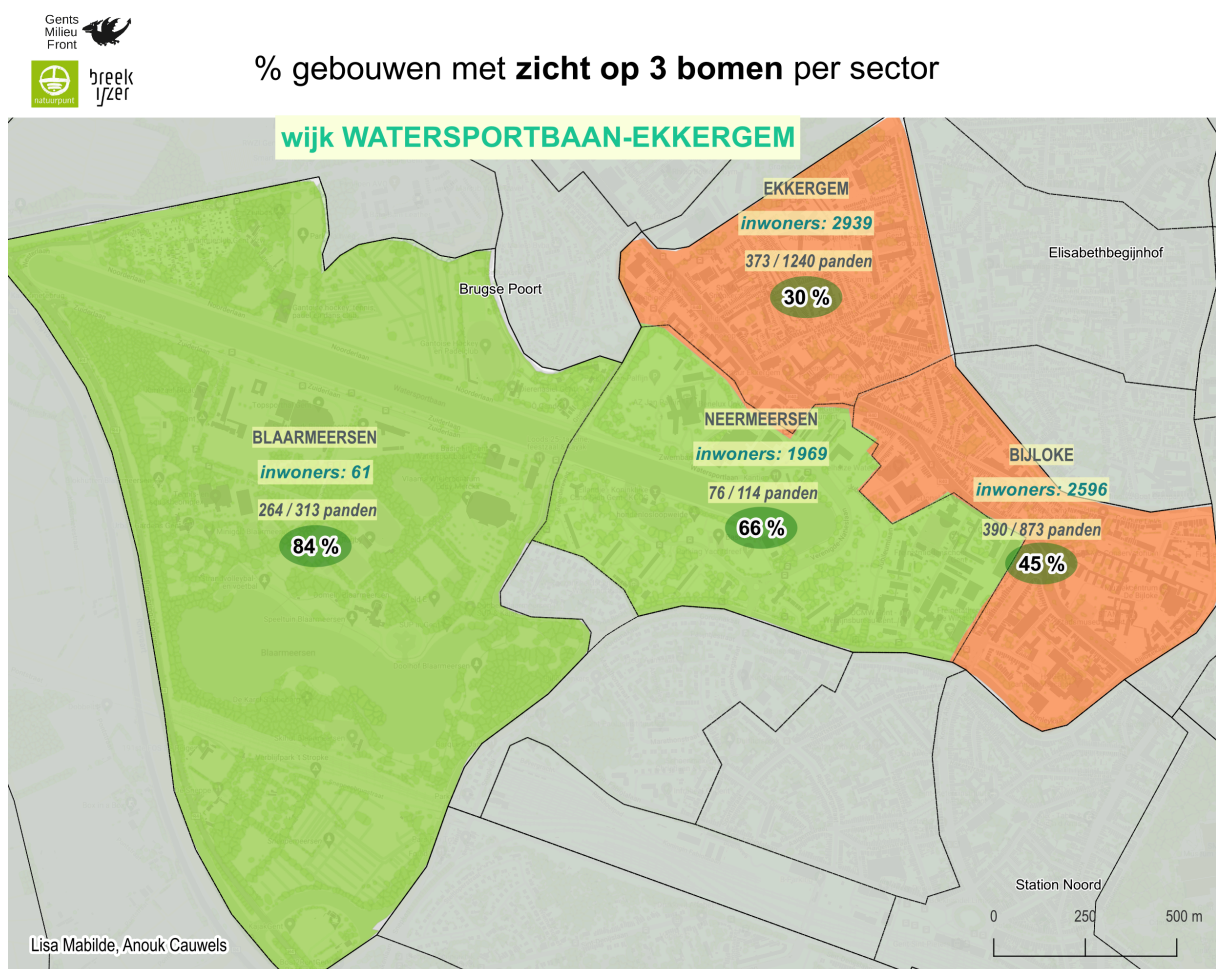 Gents
Milieu
Front
natuurpunt
breek
ijzer
% gebouwen met zicht op 3 bomen per sector
wijk WATERSPORTBAAN-EKKERGEM
EKKERGEM
inwoners: 2939
373 / 1240 panden
30 %
Elisabethbegijnhof
Brugse Poort
NEERMEERSEN
inwoners: 1969
76 / 114 panden
66 %
BLAARMEERSEN
inwoners: 61
264 / 313 panden
84 %
BIJLOKE
inwoners: 2596
390 / 873 panden
45 %
Blaarmeersen
Station Noord
0 250 500 m
Lisa Mabilde, Anouk Cauwels